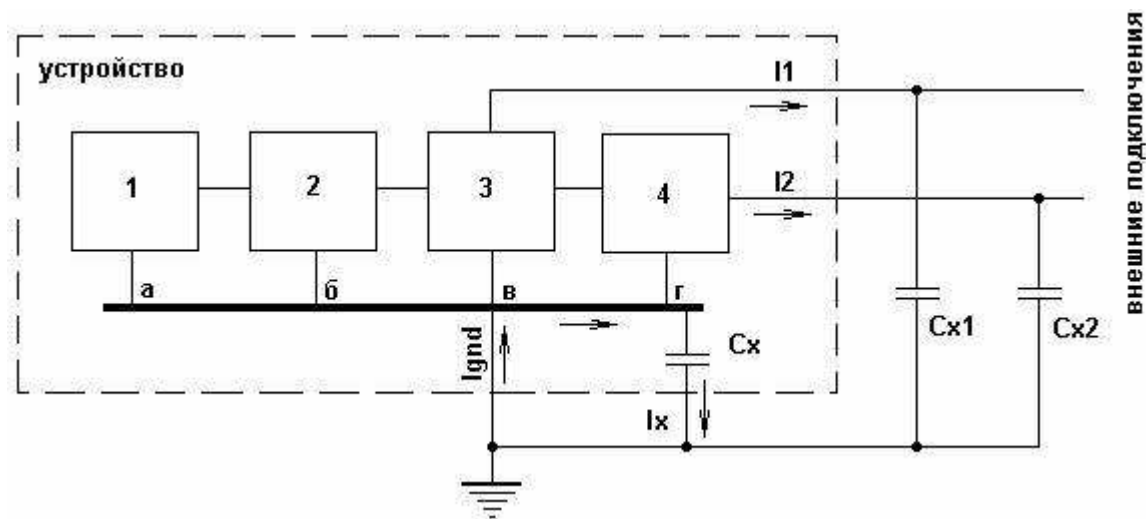 устройство
I1
1
2
3
4
I2
а
б
в
г
Ignd
Cx
Ix
Cx1
Cx2
внешние подключения